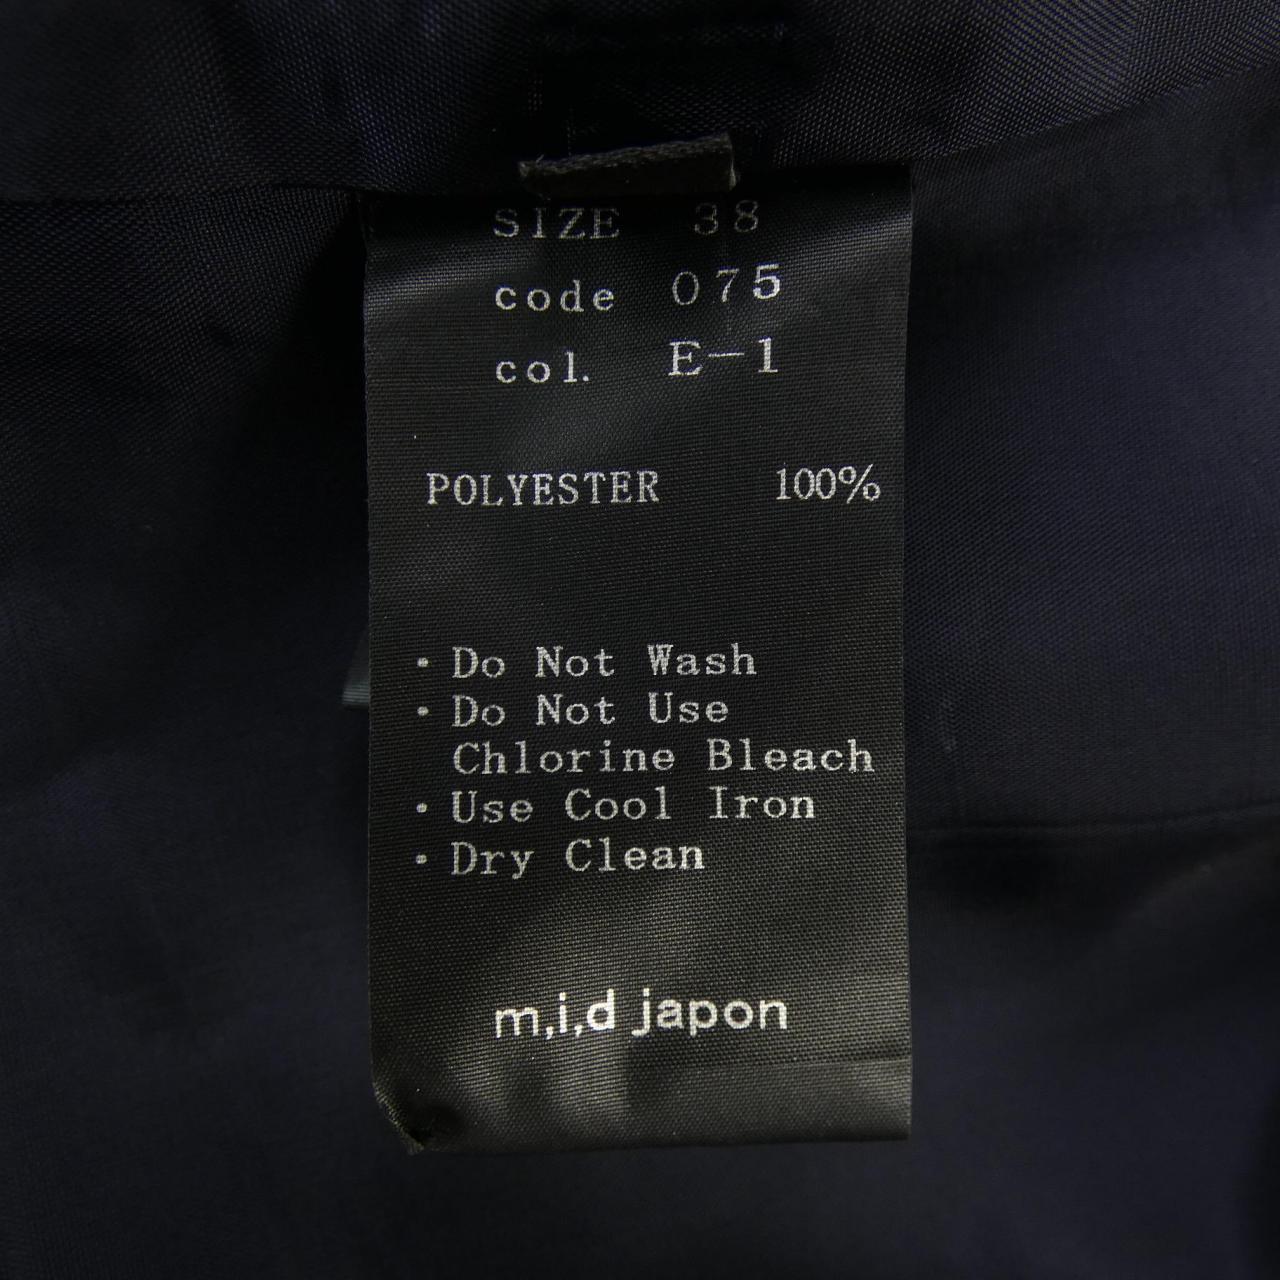 SIZE 38
code 075
col. E-1
POLYESTER 100%
・Do Not Wash
・Do Not Use
Chlorine Bleach
・Use Cool Iron
・Dry Clean
m,i,d japon